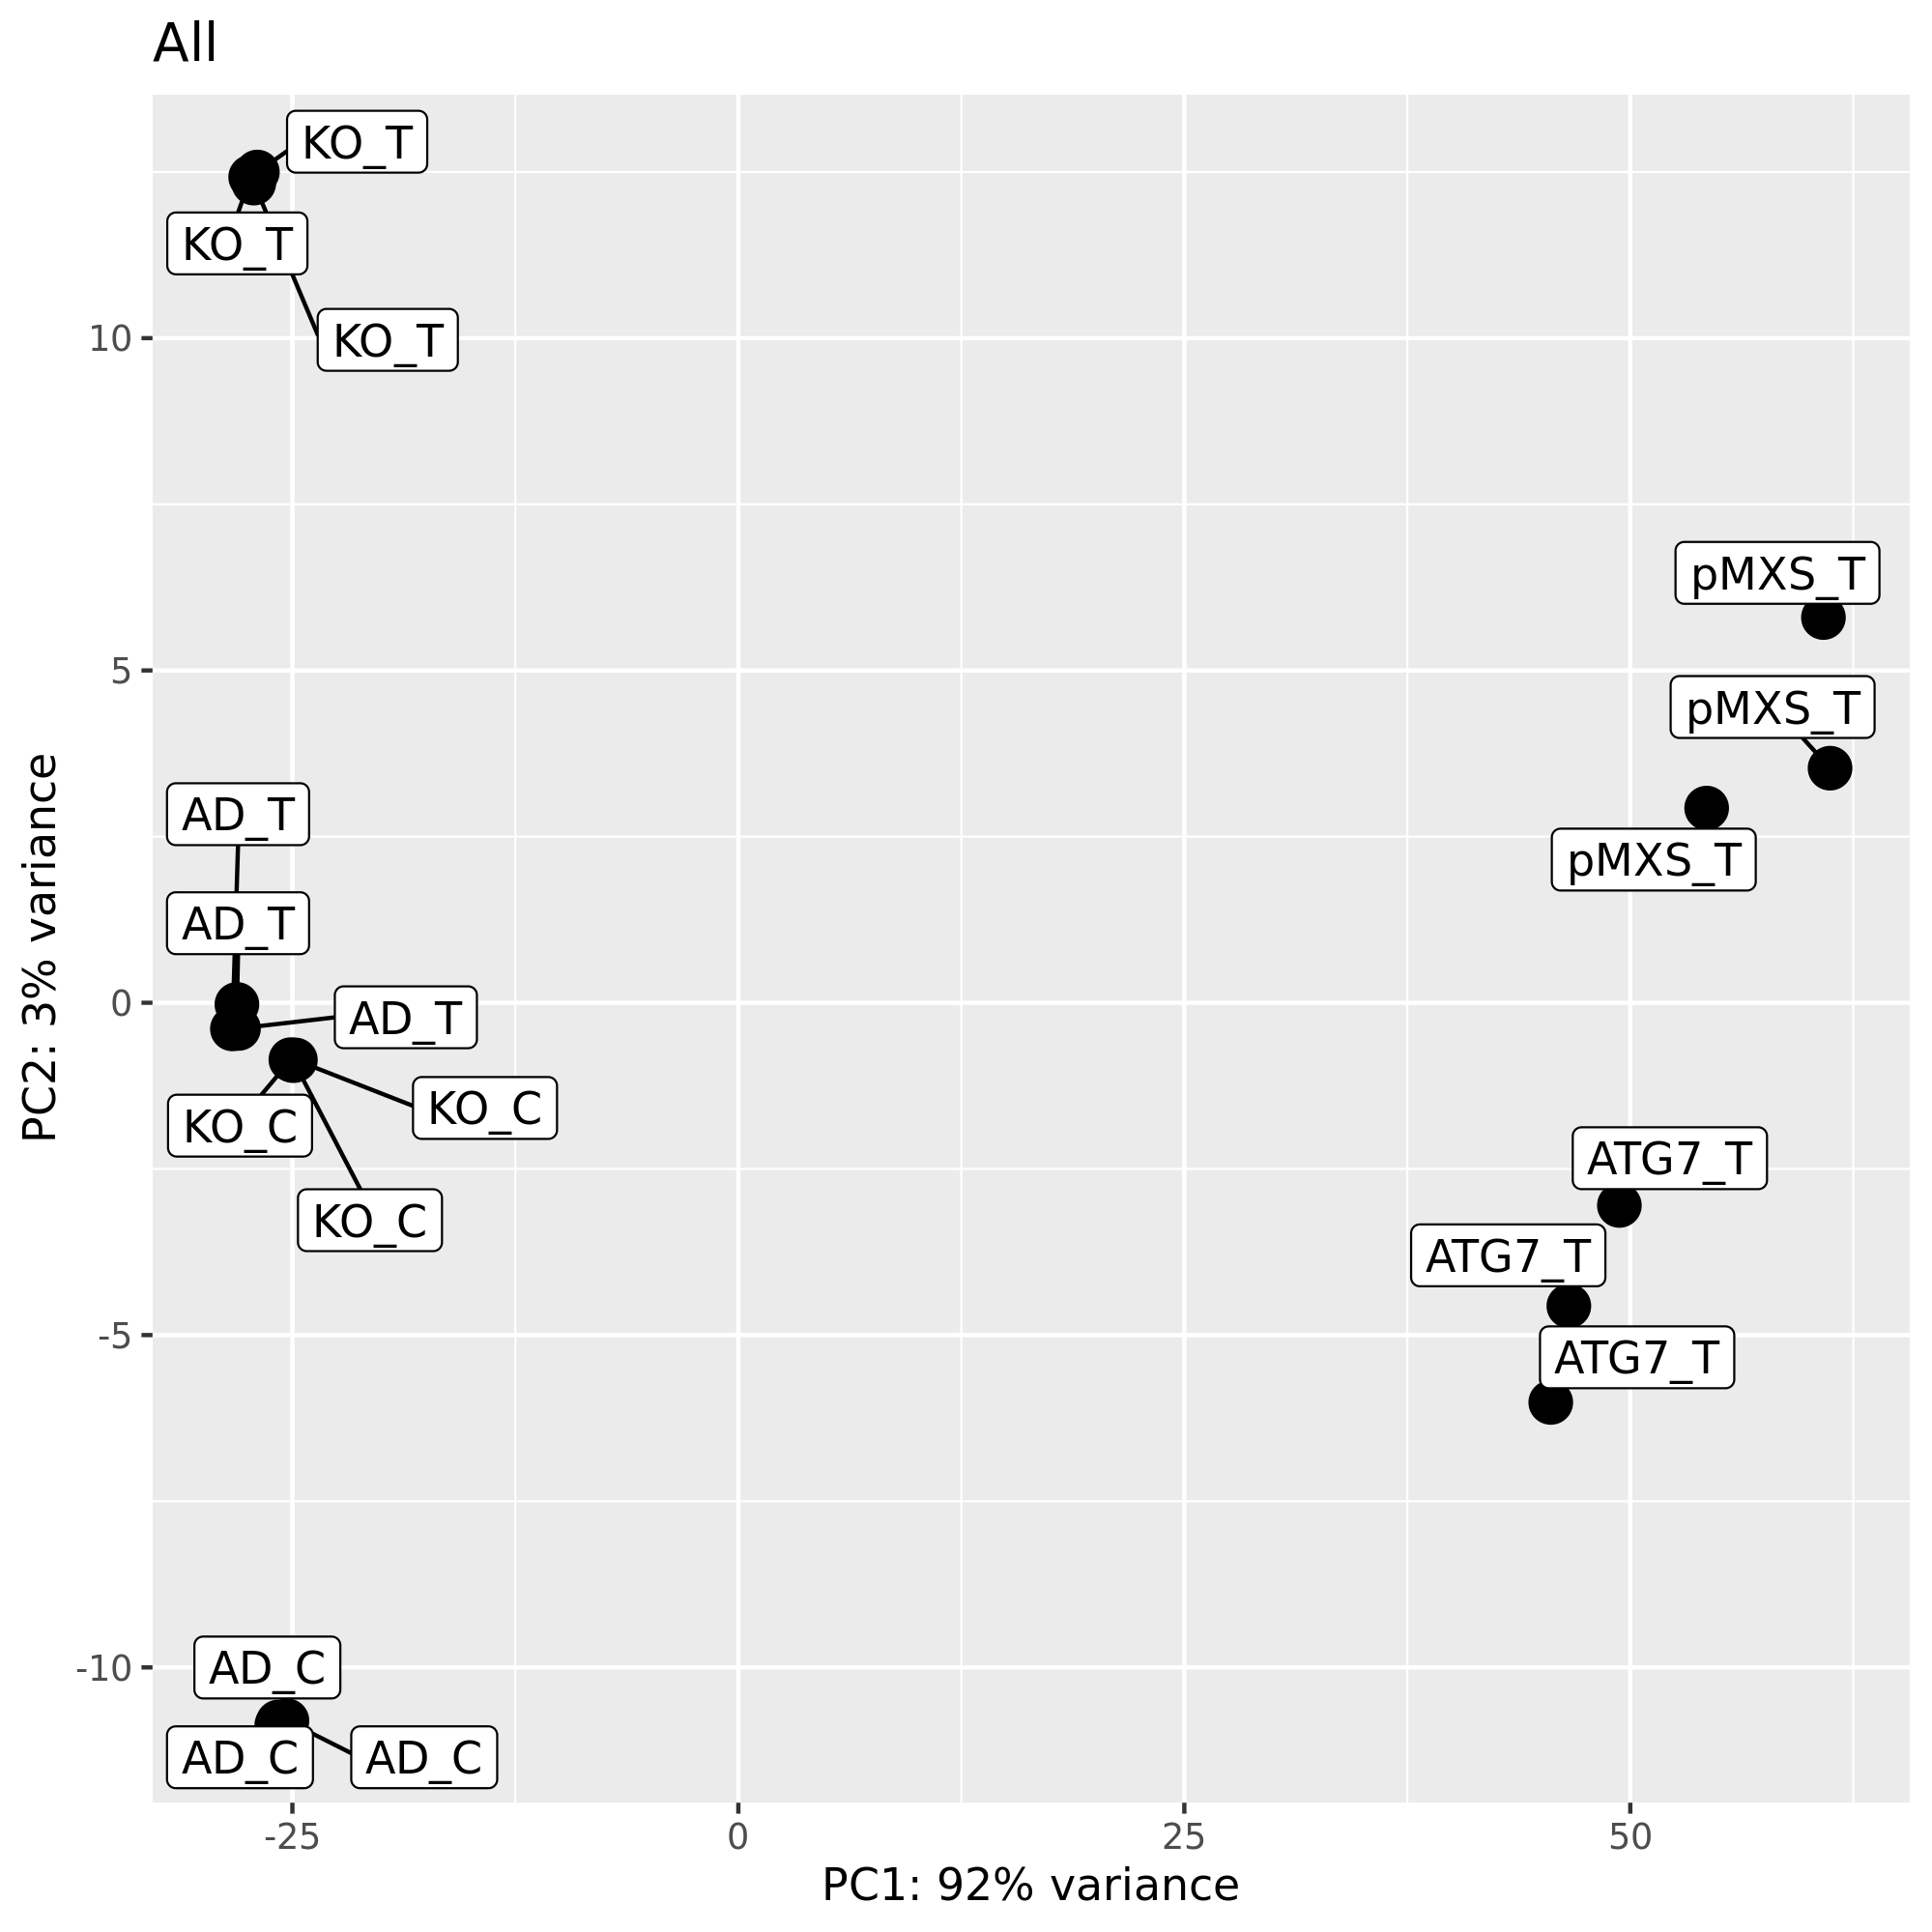 All
KO_T
KO_T
KO_T
10
pMXS_T
5
pMXS_T
AD_T
pMXS_T
AD_T
0
AD_T
KO_C
KO_C
ATG7_T
KO_C
ATG7_T
-5
ATG7_T
AD_C
-10
AD_C
AD_C
-25
0
25
50
PC1: 92% variance
PC2: 3% variance